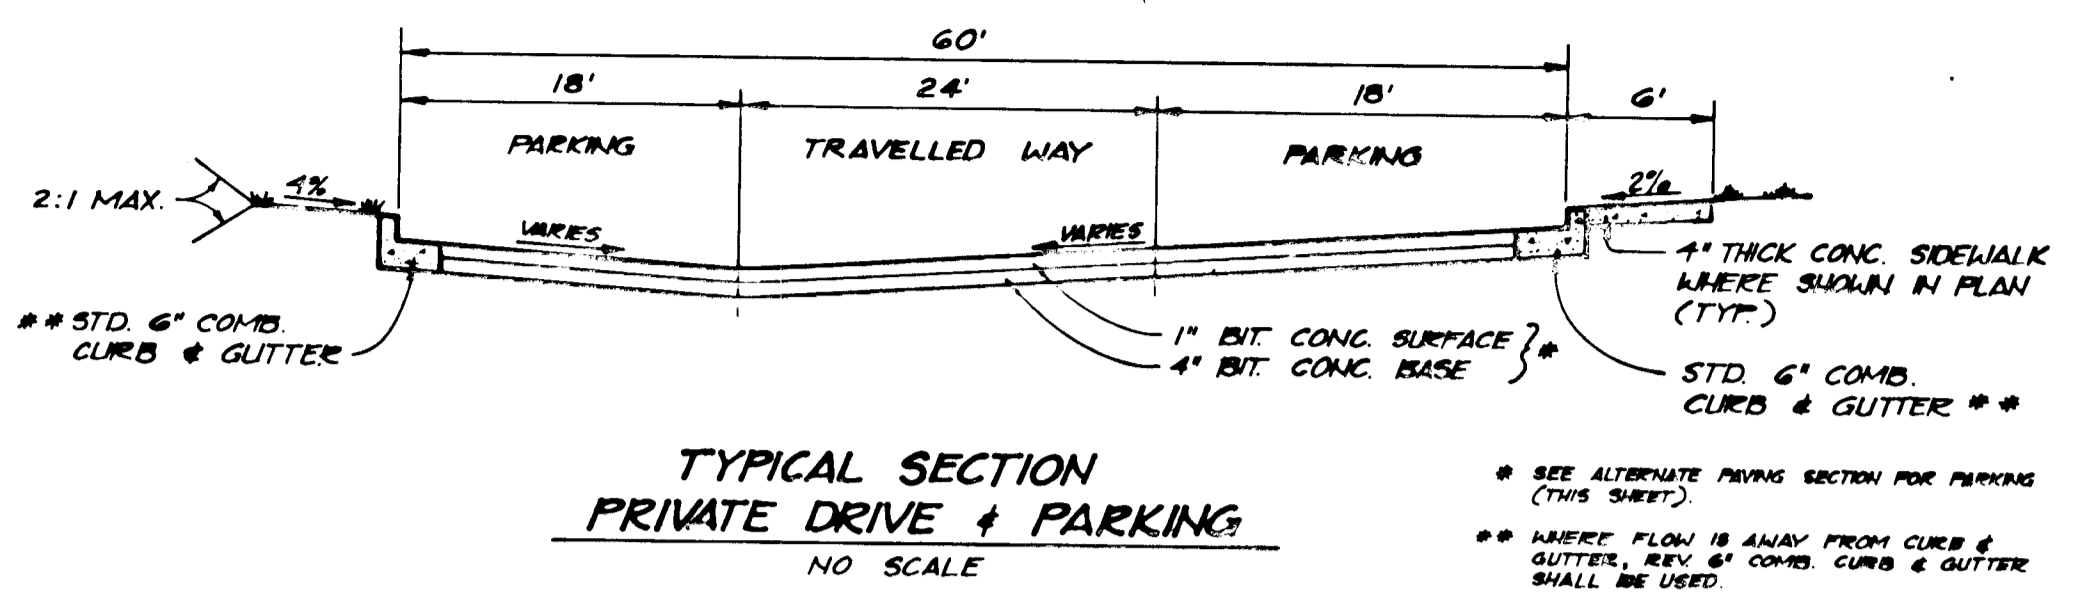 60'
18'
24'
18'
6'
PARKING
TRAVELLED WAY
PARKING
2:1 MAX.
4%
2%
VARIES
VARIES
4" THICK CONC. SIDEWALK
WHERE SHOWN IN PLAN
(TYP.)
** STD. 6" COMB.
CURB & GUTTER
1" BIT. CONC. SURFACE
4" BIT. CONC. BASE
*
STD. 6" COMB.
CURB & GUTTER **
TYPICAL SECTION
PRIVATE DRIVE & PARKING
NO SCALE
* SEE ALTERNATE PAVING SECTION FOR PARKING
(THIS SHEET).
** WHERE FLOW IS AWAY FROM CURB &
GUTTER, REV. 6" COMB. CURB & GUTTER
SHALL BE USED.